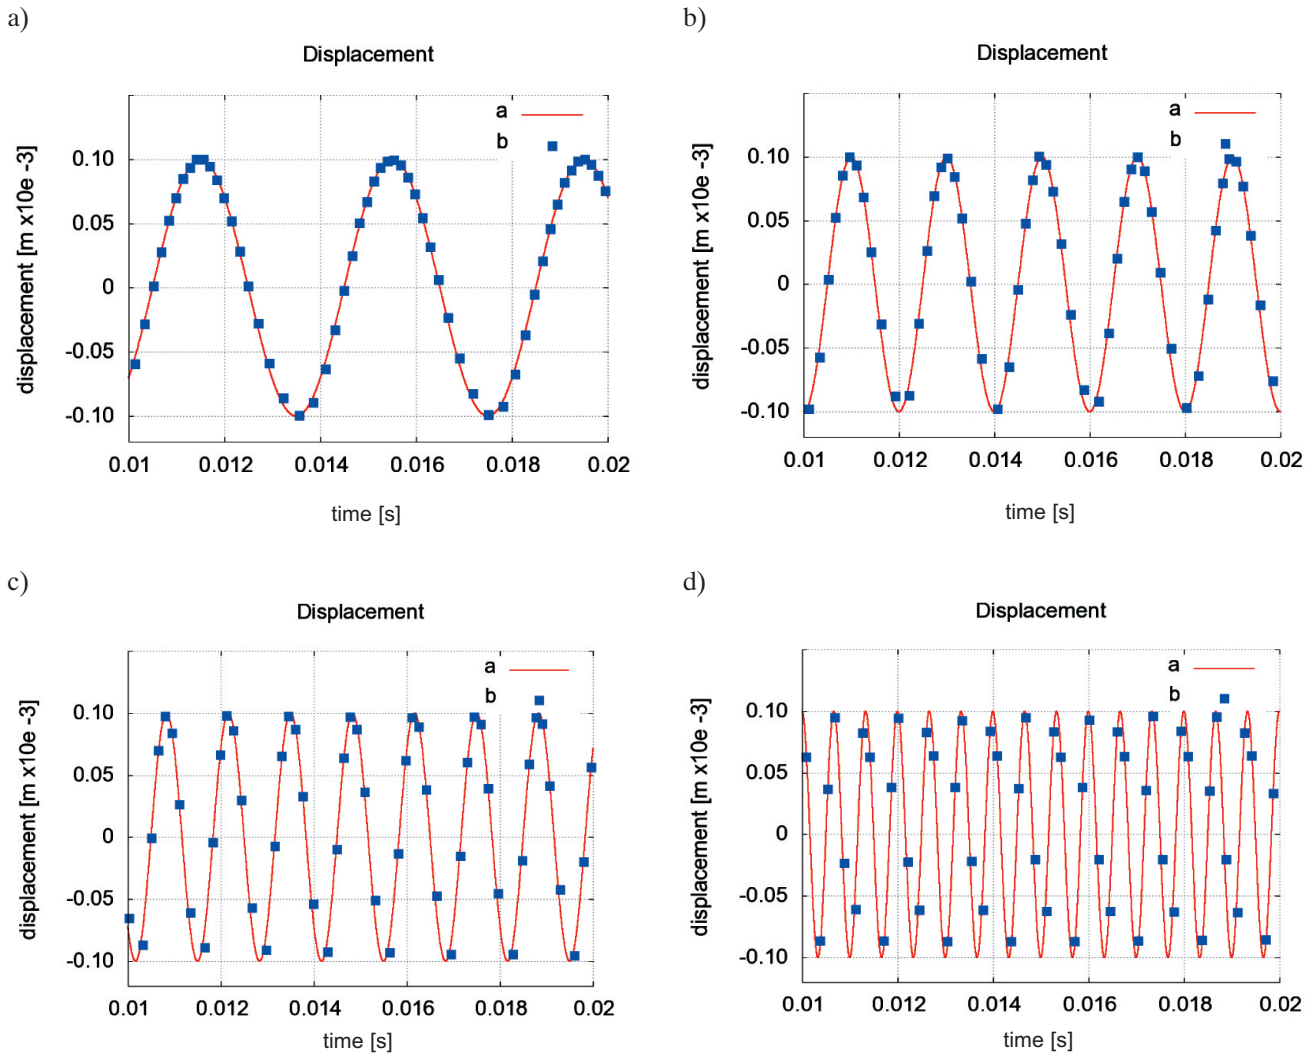 a)
Displacement
a
b
displacement [m x10e -3]
0.10
0.05
0
-0.05
-0.10
0.01 0.012 0.014 0.016 0.018 0.02
time [s]
b)
Displacement
a
b
displacement [m x10e -3]
0.10
0.05
0
-0.05
-0.10
0.01 0.012 0.014 0.016 0.018 0.02
time [s]
c)
Displacement
a
b
displacement [m x10e -3]
0.10
0.05
0
-0.05
-0.10
0.01 0.012 0.014 0.016 0.018 0.02
time [s]
d)
Displacement
a
b
displacement [m x10e -3]
0.10
0.05
0
-0.05
-0.10
0.01 0.012 0.014 0.016 0.018 0.02
time [s]